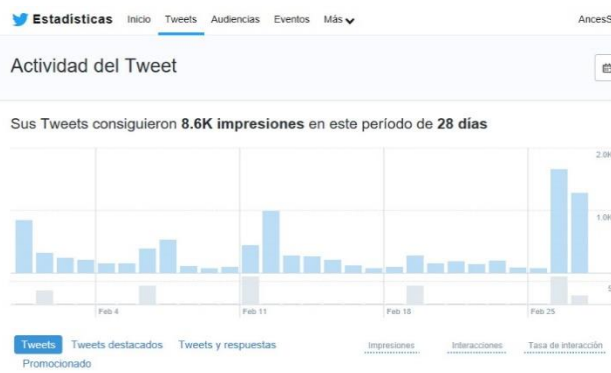 Estadísticas Inicio Tweets Audiencias Eventos Más
Actividad del Tweet
Sus Tweets consiguieron 8.6K impresiones en este período de 28 días
2.0K
1.0K
Feb 4 Feb 11 Feb 18 Feb 25
Tweets Tweets destacados Tweets y respuestas Impresiones Interacciones Tasa de interacción
Promocionado